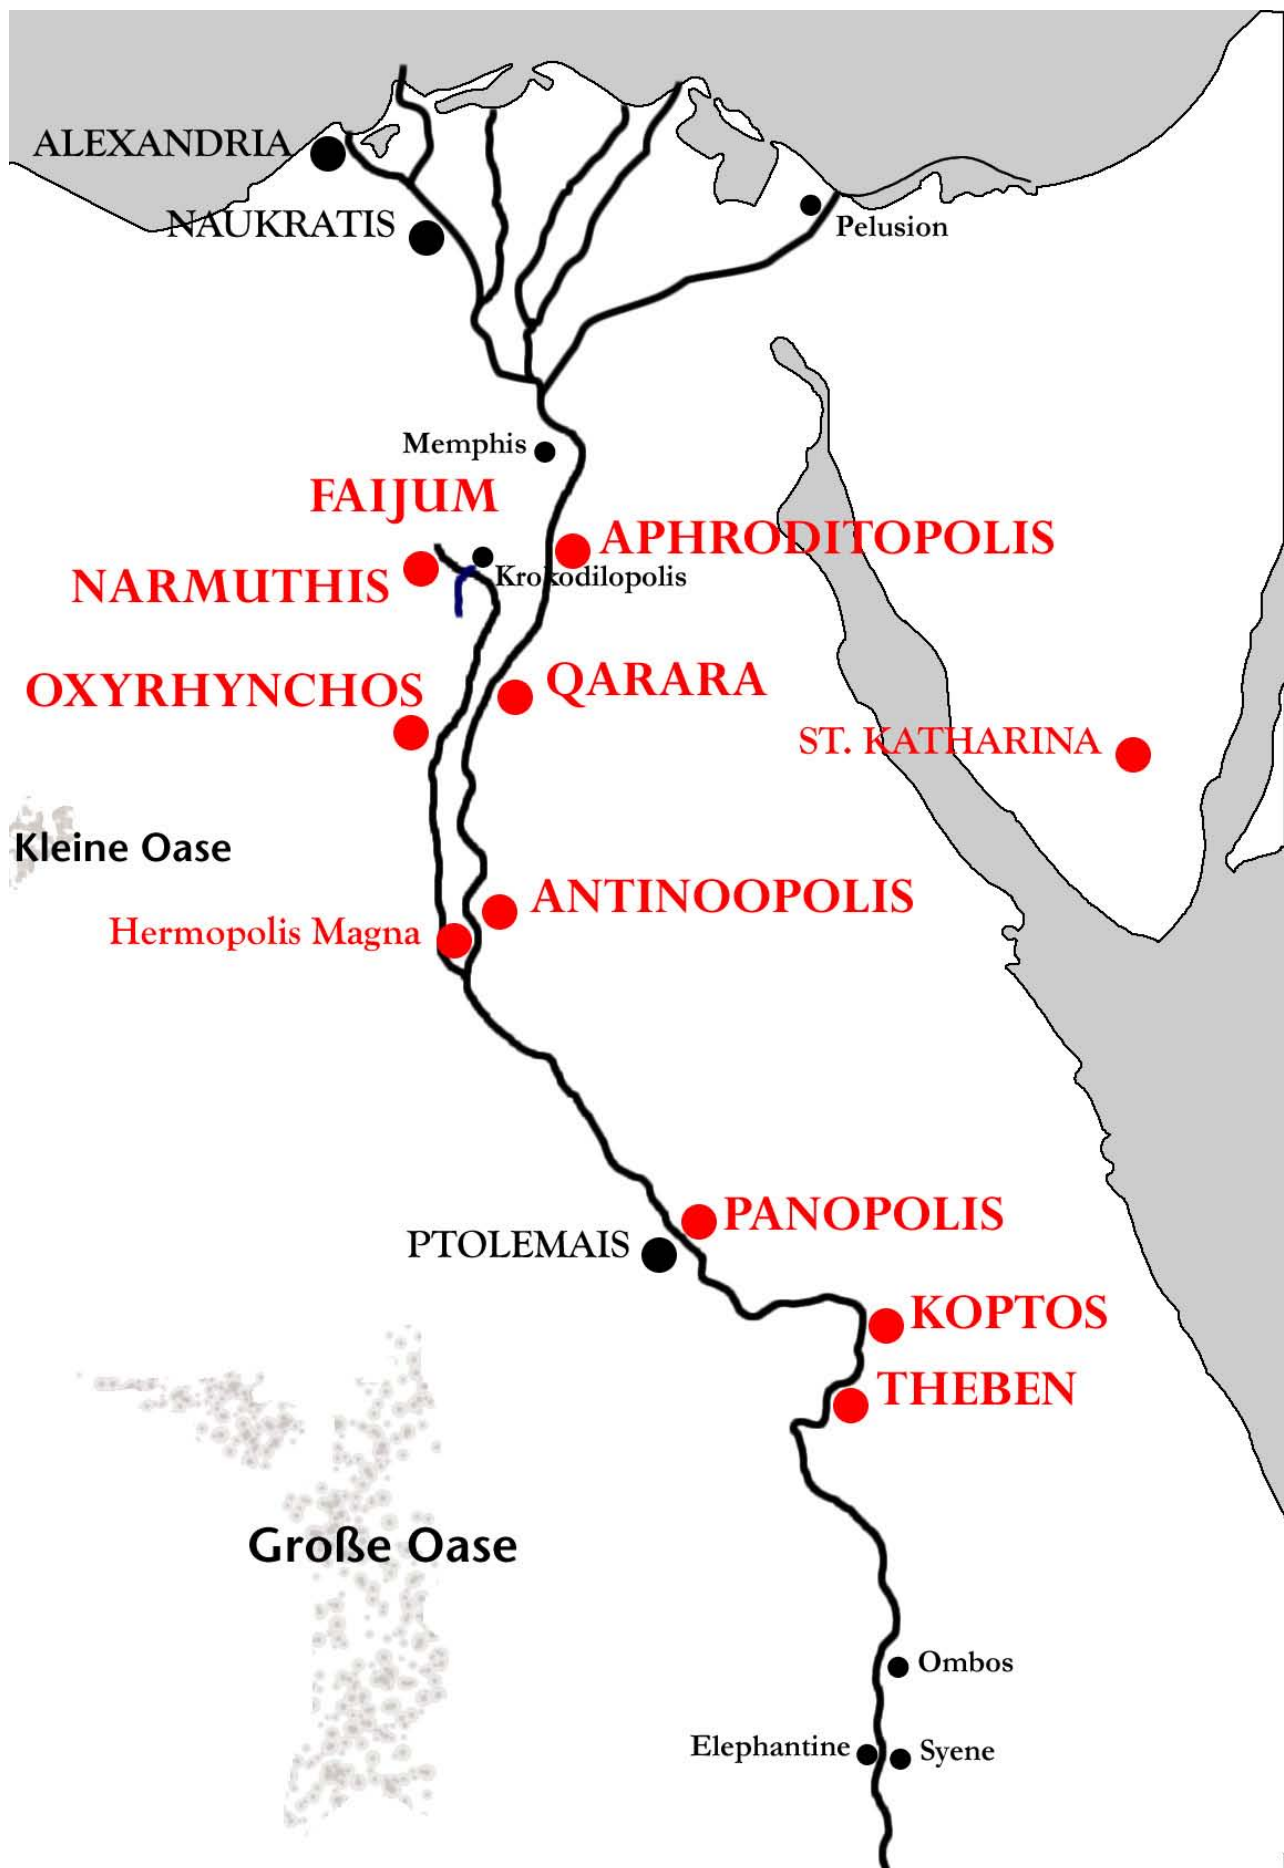 ALEXANDRIA
NAUKRATIS
Pelusion
Memphis
FAIJUM
APHRODITOPOLIS
Krokodilopolis
NARMUTHIS
QARARA
OXYRHYNCHOS
ST. KATHARINA
Kleine Oase
ANTINOOPOLIS
Hermopolis Magna
PANOPOLIS
PTOLEMAIS
KOPTOS
THEBEN
Große Oase
Ombos
Elephantine
Syene